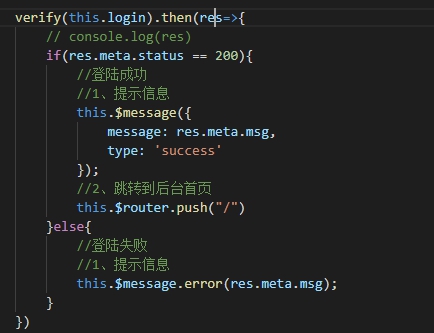 verify(this.login).then(res=>{
// console.log(res)
if(res.meta.status == 200){
//登陆成功
//1、提示信息
this.$message({
message: res.meta.msg,
type: 'success'
});
//2、跳转到后台首页
this.$router.push("/")
}else{
//登陆失败
//1、提示信息
this.$message.error(res.meta.msg);
}
})